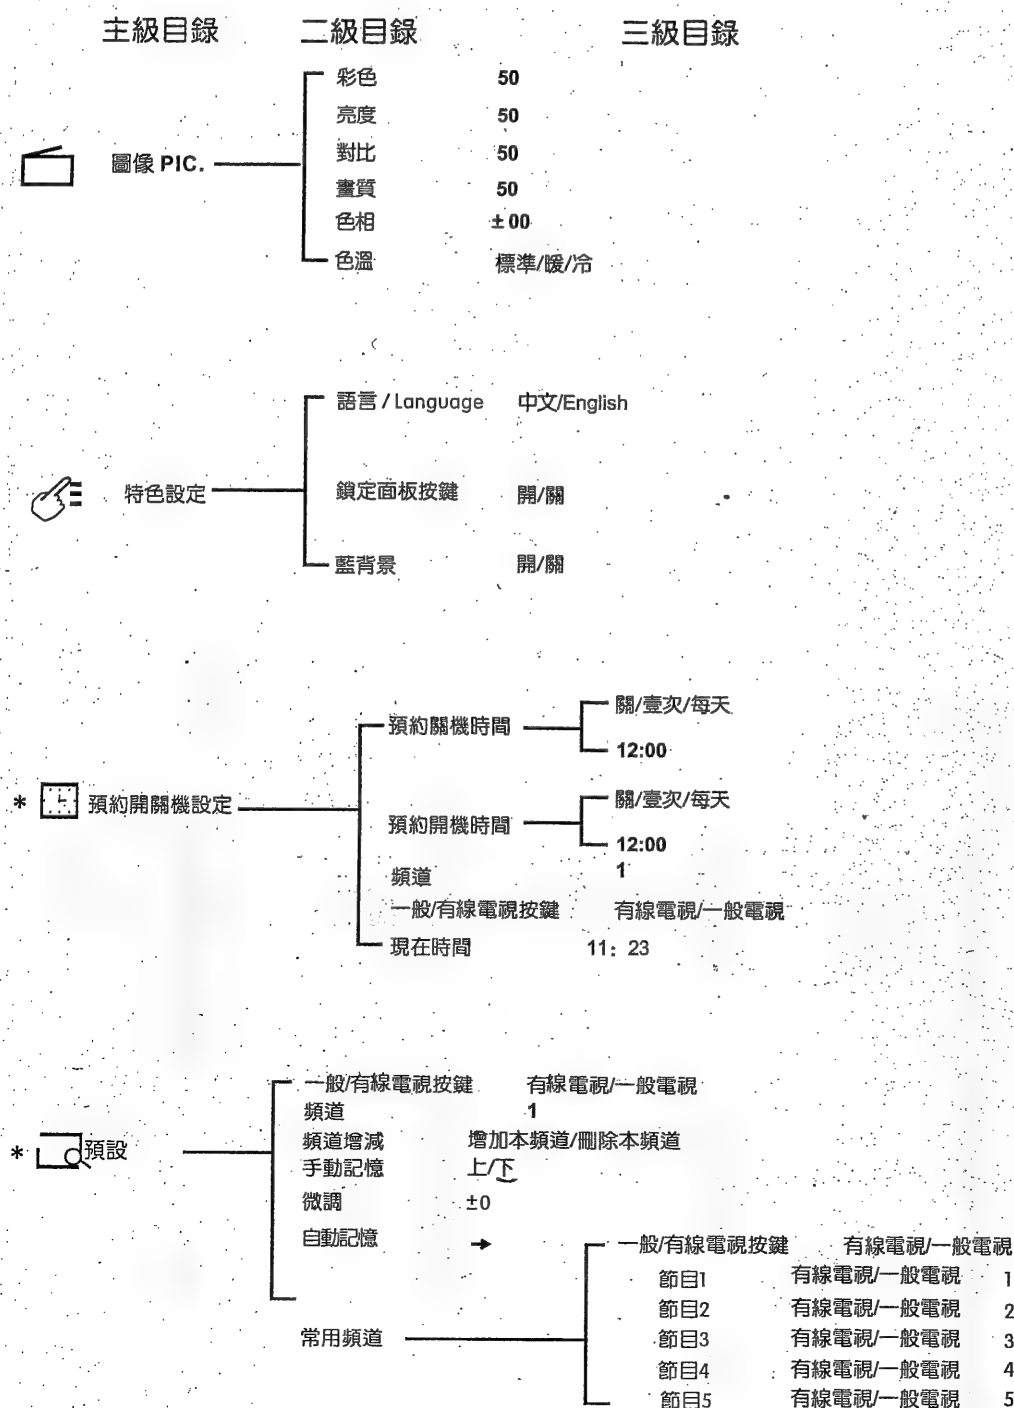 主級目錄 二級目錄 三級目錄
彩色 50
亮度 50
對比 50
圖像 PIC.
畫質 50
色相 ±00
色溫 標準/暖/冷
語言/Language 中文/English
特色設定 鎖定面板按鍵 開/關
藍背景 開/關
預約關機時間 關/壹次/每天
12:00
* 預約開關機設定
預約開機時間 關/壹次/每天
12:00
頻道 1
一般/有線電視按鍵 有線電視/一般電視
現在時間 11: 23
一般/有線電視按鍵 有線電視/一般電視
頻道 1
* 預設
頻道增減 增加本頻道/刪除本頻道
手動記憶 上/下
微調 ±0
自動記憶 →
常用頻道
一般/有線電視按鍵 有線電視/一般電視
節目1 有線電視/一般電視 1
節目2 有線電視/一般電視 2
節目3 有線電視/一般電視 3
節目4 有線電視/一般電視 4
節目5 有線電視/一般電視 5